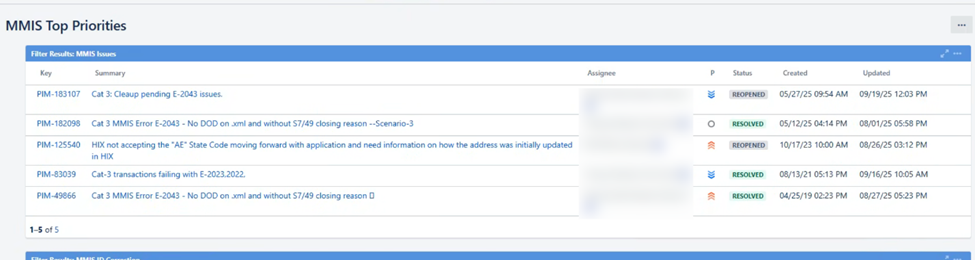 MMIS Top Priorities
Filter Results: MMIS Issues
Key Summary Assignee P Status Created Updated
PIM-183107 Cat 3: Cleaup pending E-2043 issues. REOPENED 05/27/25 09:54 AM 09/19/25 12:03 PM
PIM-182098 Cat 3 MMIS Error E-2043 - No DOD on .xml and without S7/49 closing reason --Scenario-3 RESOLVED 05/12/25 04:14 PM 08/01/25 05:58 PM
PIM-125540 HIX not accepting the "AE" State Code moving forward with application and need information on how the address was initially updated REOPENED 10/17/23 10:00 AM 08/26/25 03:12 PM
in HIX
PIM-83039 Cat-3 transactions failing with E-2023,2022. RESOLVED 08/13/21 05:13 PM 09/16/25 10:05 AM
PIM-49866 Cat 3 MMIS Error E-2043 - No DOD on .xml and without S7/49 closing reason RESOLVED 04/25/19 02:23 PM 08/27/25 05:23 PM
1–5 of 5
Filter Results: MMIS ID Correction